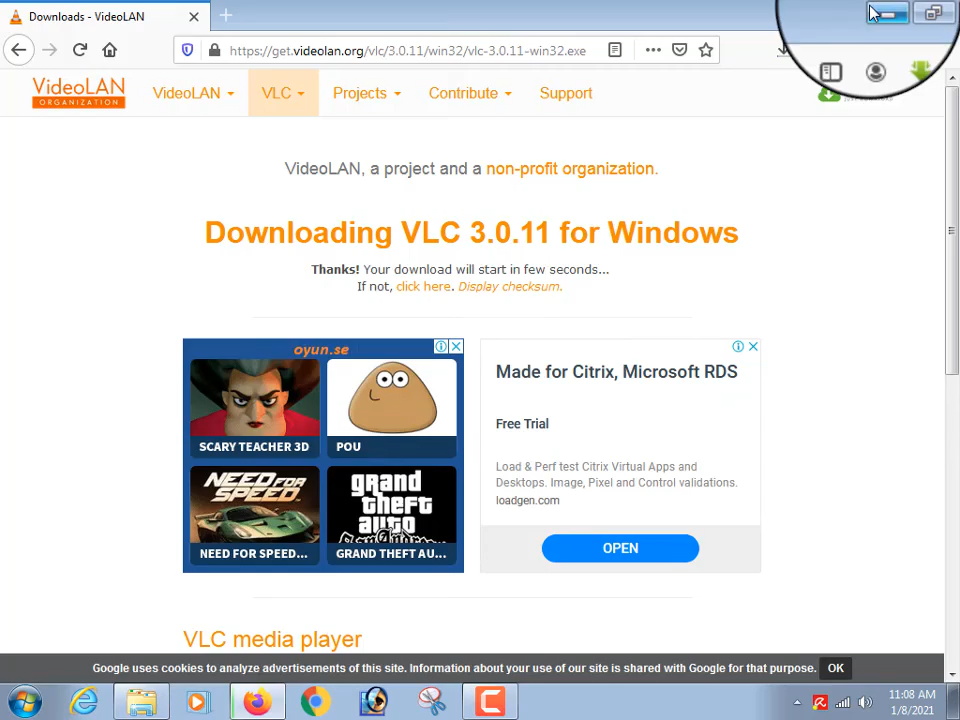 Downloads - VideoLAN
https://get.videolan.org/vlc/3.0.11/win32/vlc-3.0.11-win32.exe
VideoLAN
ORGANIZATION
VideoLAN VLC Projects Contribute Support
VideoLAN, a project and a non-profit organization.
Downloading VLC 3.0.11 for Windows
Thanks! Your download will start in few seconds...
If not, click here. Display checksum.
oyun.se
SCARY TEACHER 3D
POU
NEED FOR SPEED
NEED FOR SPEED...
grand
theft
auto
GRAND THEFT AU...
Made for Citrix, Microsoft RDS
Free Trial
Load & Perf test Citrix Virtual Apps and
Desktops. Image, Pixel and Control validations.
loadgen.com
OPEN
VLC media player
Google uses cookies to analyze advertisements of this site. Information about your use of our site is shared with Google for that purpose. OK
11:08 AM
1/8/2021